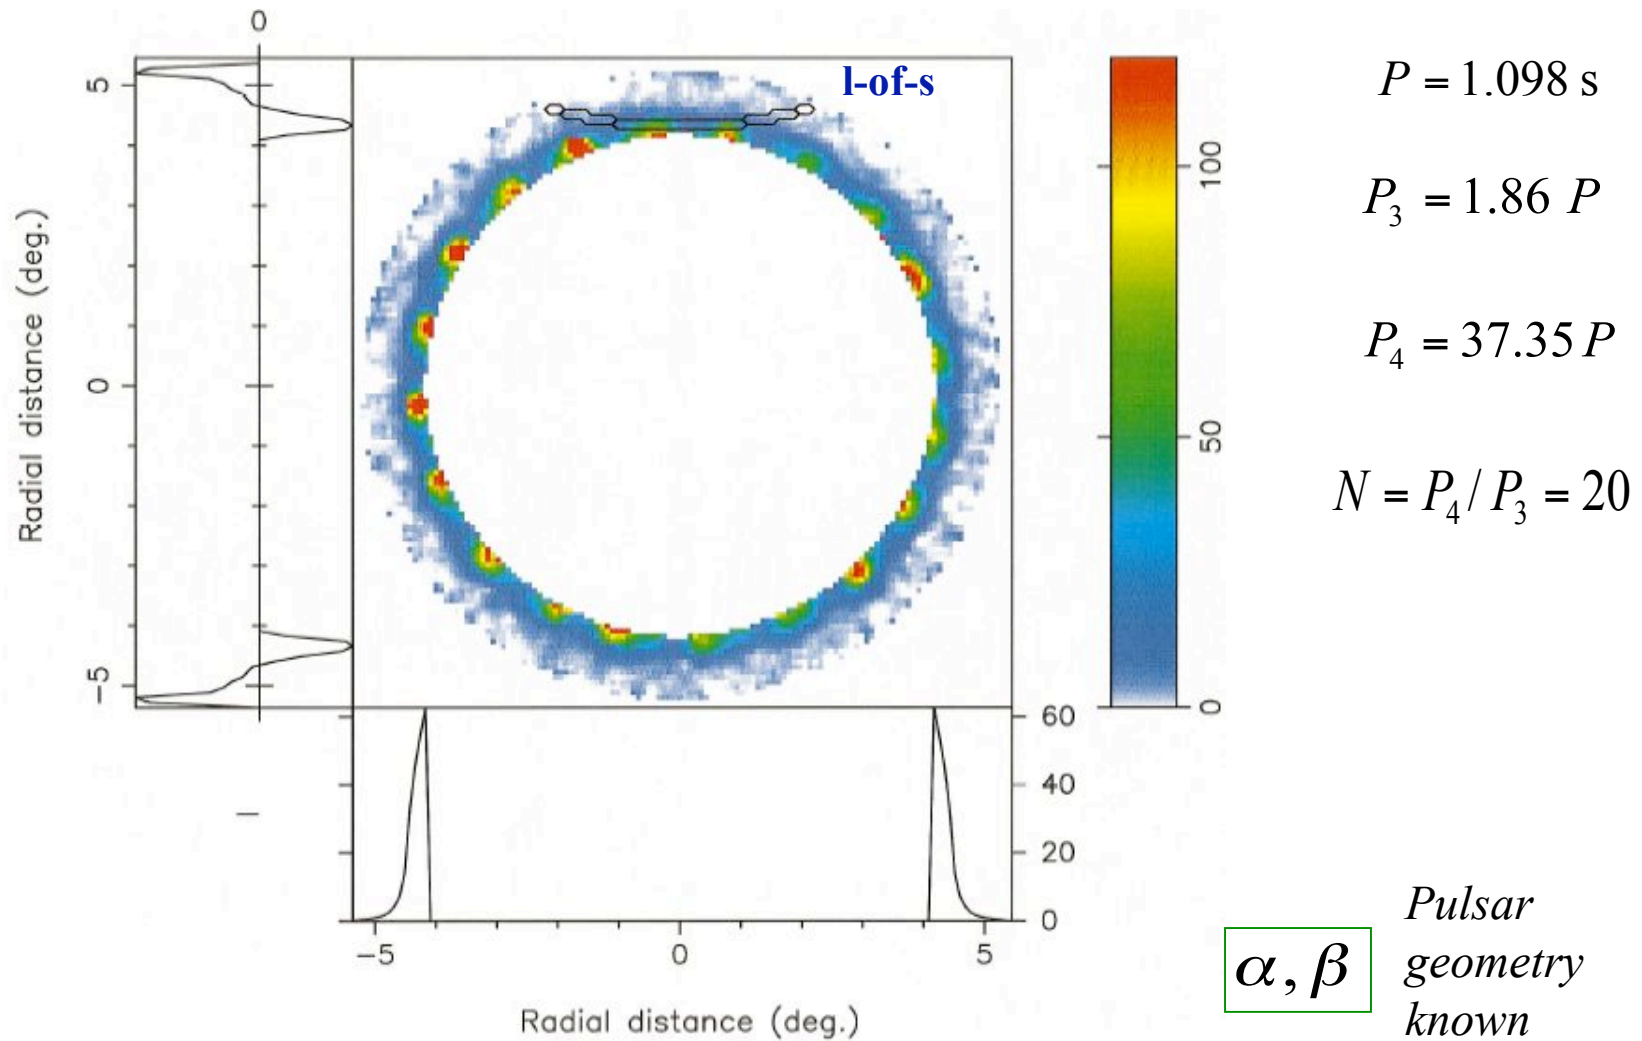 0
l-of-s
5
0
−5
Radial distance (deg.)
100
50
0
60
40
20
0
−5
0
5
Radial distance (deg.)
P = 1.098 s
P₃ = 1.86 P
P₄ = 37.35 P
N = P₄ / P₃ = 20
α, β
Pulsar
geometry
known